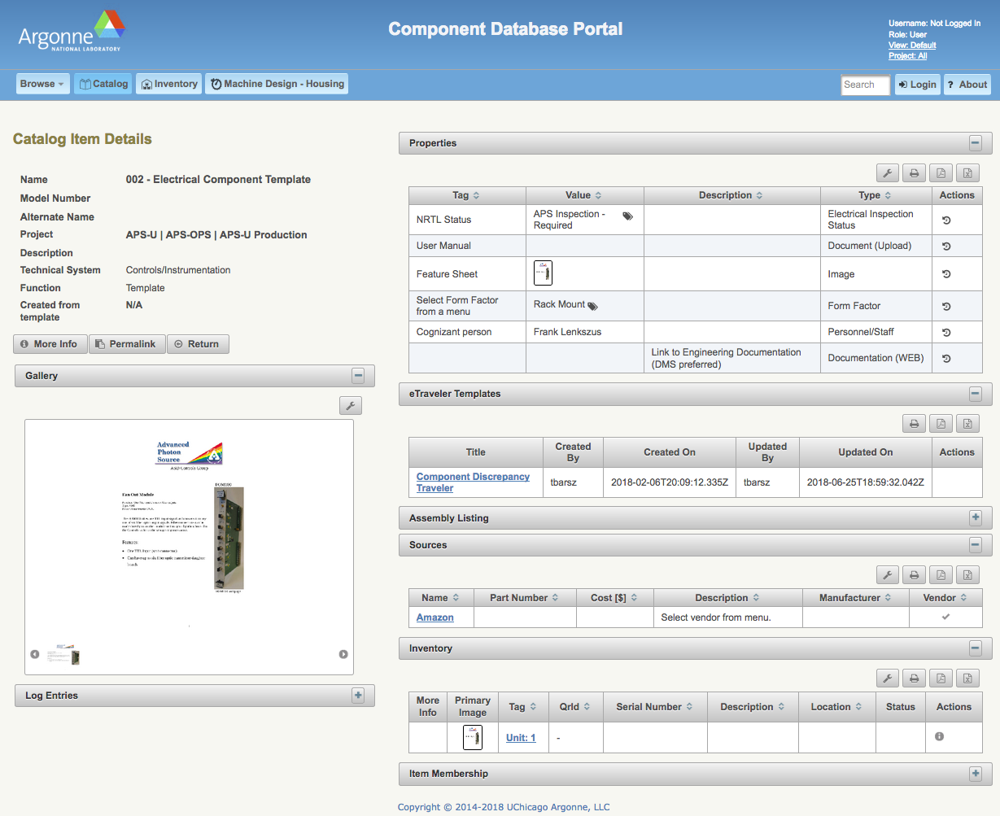 Argonne
NATIONAL LABORATORY
Component Database Portal
Username: Not Logged In
Role: User
View: Default
Project: All
Browse
Catalog
Inventory
Machine Design - Housing
Search
Login
? About
Catalog Item Details
Name 002 - Electrical Component Template
Model Number
Alternate Name
Project APS-U | APS-OPS | APS-U Production
Description
Technical System Controls/Instrumentation
Function Template
Created from template N/A
More Info
Permalink
Return
Gallery
Advanced
Photon
Source
ASD Controls Group
FOM100
Fan Out Module
Features:
Log Entries
Properties
Tag Value Description Type Actions
NRTL Status APS Inspection - Required Electrical Inspection Status
User Manual Document (Upload)
Feature Sheet Image
Select Form Factor from a menu Rack Mount Form Factor
Cognizant person Frank Lenkszus Personnel/Staff
Link to Engineering Documentation (DMS preferred) Documentation (WEB)
eTraveler Templates
Title Created By Created On Updated By Updated On Actions
Component Discrepancy Traveler tbarsz 2018-02-06T20:09:12.335Z tbarsz 2018-06-25T18:59:32.042Z
Assembly Listing
Sources
Name Part Number Cost [$] Description Manufacturer Vendor
Amazon Select vendor from menu.
Inventory
More Info Primary Image Tag QrId Serial Number Description Location Status Actions
Unit: 1 -
Item Membership
Copyright © 2014-2018 UChicago Argonne, LLC